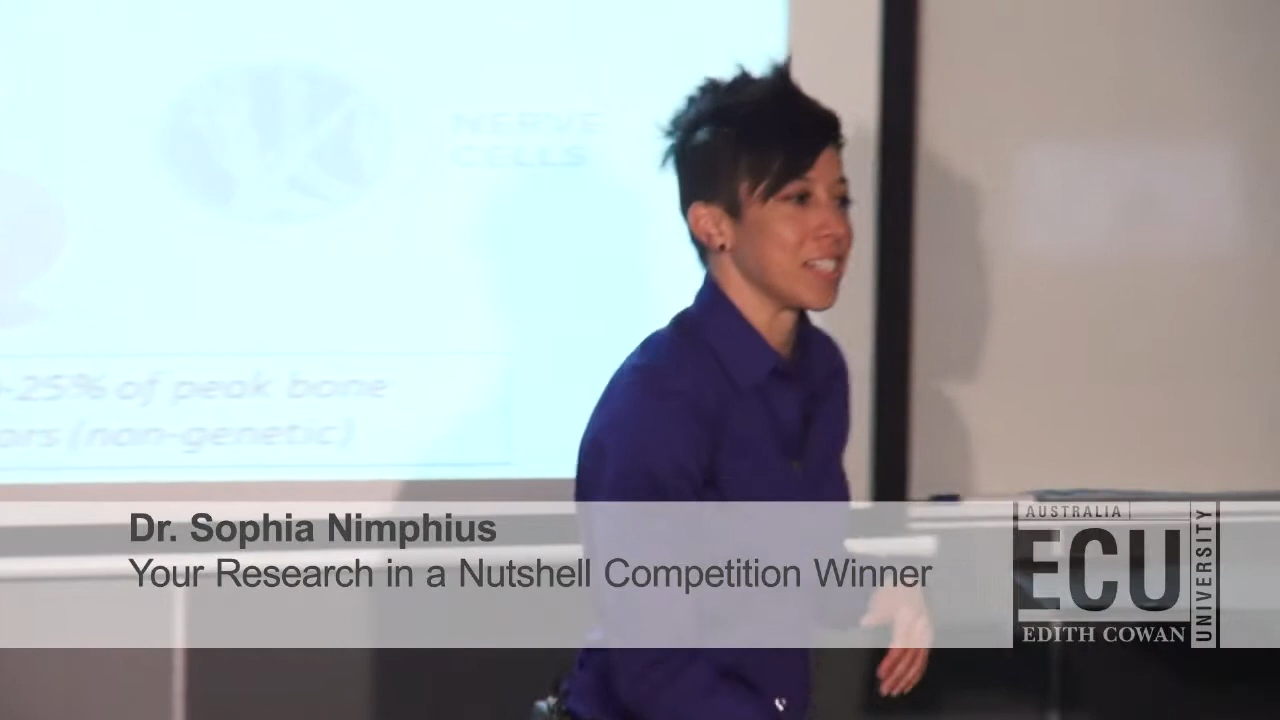 NERVE
CELLS
-25% of peak bone
ors (non-genetic)
Dr. Sophia Nimphius
Your Research in a Nutshell Competition Winner
AUSTRALIA
ECU
EDITH COWAN
UNIVERSITY